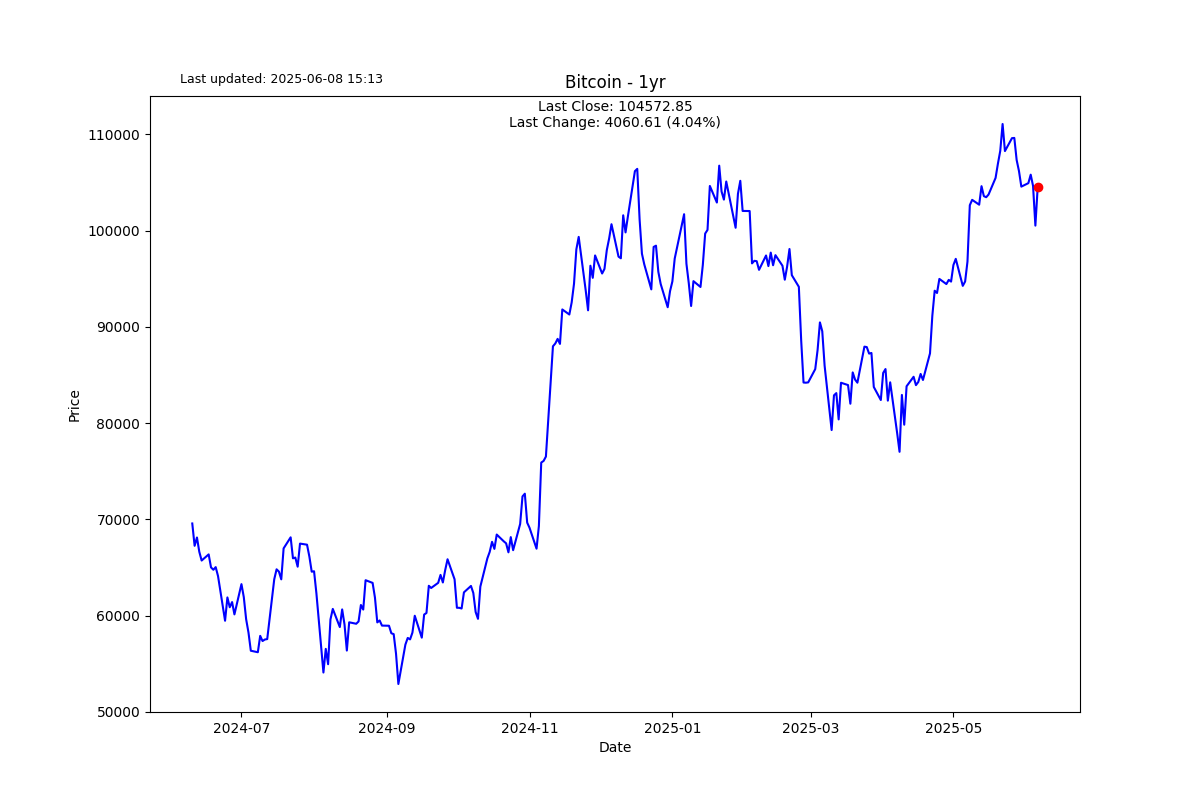 Last updated: 2025-06-08 15:13
Bitcoin - 1yr
Last Close: 104572.85
Last Change: 4060.61 (4.04%)
110000
100000
90000
80000
70000
60000
50000
Price
2024-07
2024-09
2024-11
2025-01
2025-03
2025-05
Date